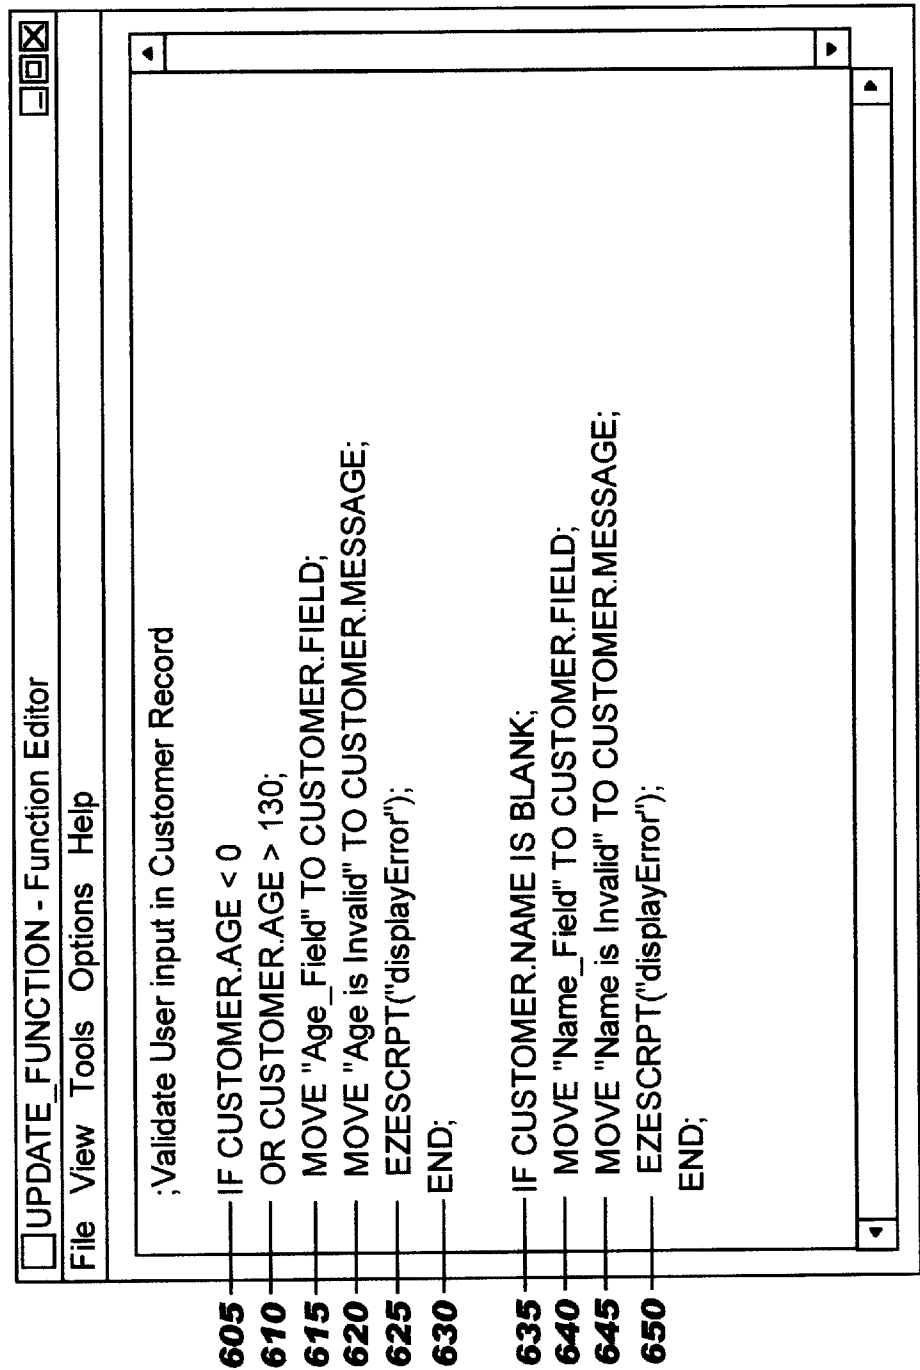 UPDATE_FUNCTION - Function Editor
File View Tools Options Help
;Validate User input in Customer Record
605 IF CUSTOMER.AGE < 0
610 OR CUSTOMER.AGE > 130;
615 MOVE "Age_Field" TO CUSTOMER.FIELD;
620 MOVE "Age is Invalid" TO CUSTOMER.MESSAGE;
625 EZESCRPT("displayError");
630 END;
635 IF CUSTOMER.NAME IS BLANK;
640 MOVE "Name_Field" TO CUSTOMER.FIELD;
645 MOVE "Name is Invalid" TO CUSTOMER.MESSAGE;
650 EZESCRPT("displayError");
END;